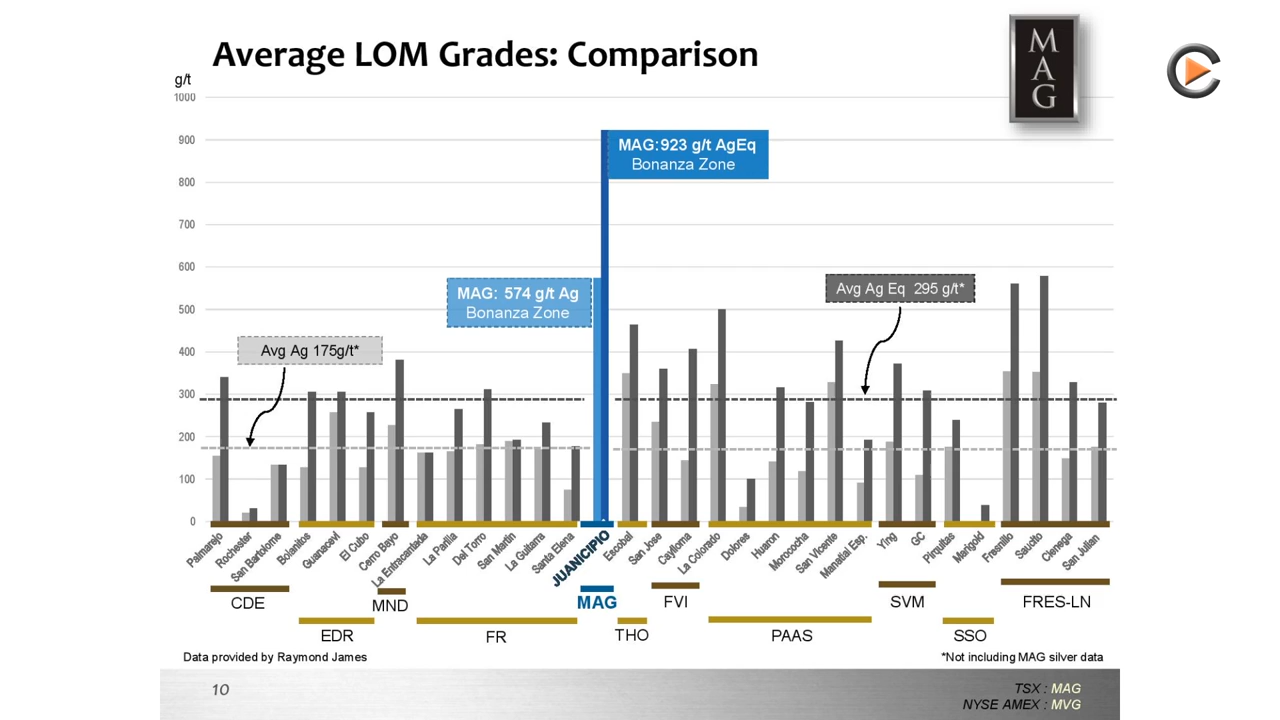 Average LOM Grades: Comparison
M
A
G
g/t
1000
900
800
700
600
500
400
300
200
100
0
MAG:923 g/t AgEq
Bonanza Zone
MAG: 574 g/t Ag
Bonanza Zone
Avg Ag Eq 295 g/t*
Avg Ag 175g/t*
Palmarejo
Rochester
San Bartolome
Bolanitos
Guanacevi
El Cubo
Cerro Bayo
La Entracantada
La Parilla
Del Torro
San Martin
La Guitarra
Santa Elena
JUANICIPIO
Escobal
San Jose
Caylloma
La Colorado
Dolores
Huaron
Morococha
San Vicente
Manatial Esp.
Ying
GC
Pirquitas
Marigold
Fresnillo
Saucito
Cienega
San Julian
CDE
MND
MAG
FVI
SVM
FRES-LN
EDR
FR
THO
PAAS
SSO
Data provided by Raymond James
*Not including MAG silver data
10
TSX : MAG
NYSE AMEX : MVG